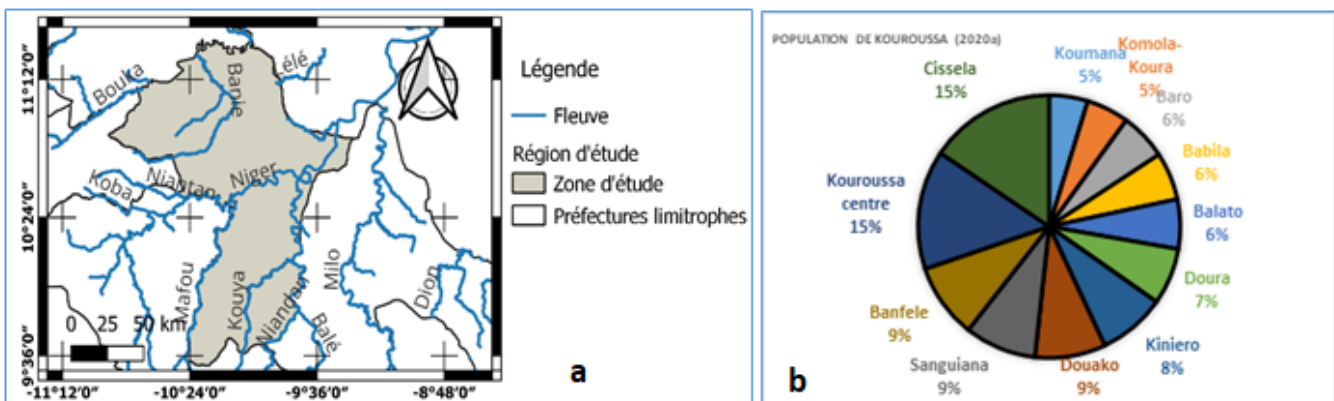 11°12′0″
10°24′0″
9°36′0″
Bouka
Banie
Lélé
Koba
Niantan
Niger
Mafou
Kouya
Niandan
Balé
Milo
Dion
0 25 50 km
-11°12′0″ -10°24′0″ -9°36′0″ -8°48′0″
Légende
Fleuve
Région d'étude
Zone d'étude
Préfectures limitrophes
a
POPULATION DE KOUROUSSA (2020a)
Koumana
5%
Komola-
Koura
5%
Baro
6%
Babila
6%
Balato
6%
Doura
7%
Kiniero
8%
Douako
9%
Sanguiana
9%
Banfele
9%
Kouroussa
centre
15%
Cissela
15%
b